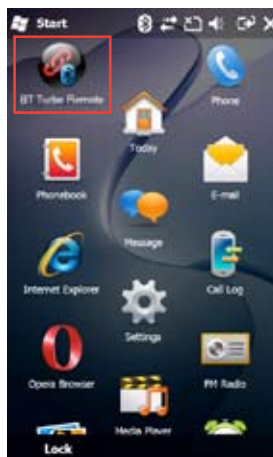 Start
BT Turbo Remote
Phone
Today
Phonebook
E-mail
Message
Internet Explorer
Call Log
Settings
Opera Browser
FM Radio
Media Player
Lock